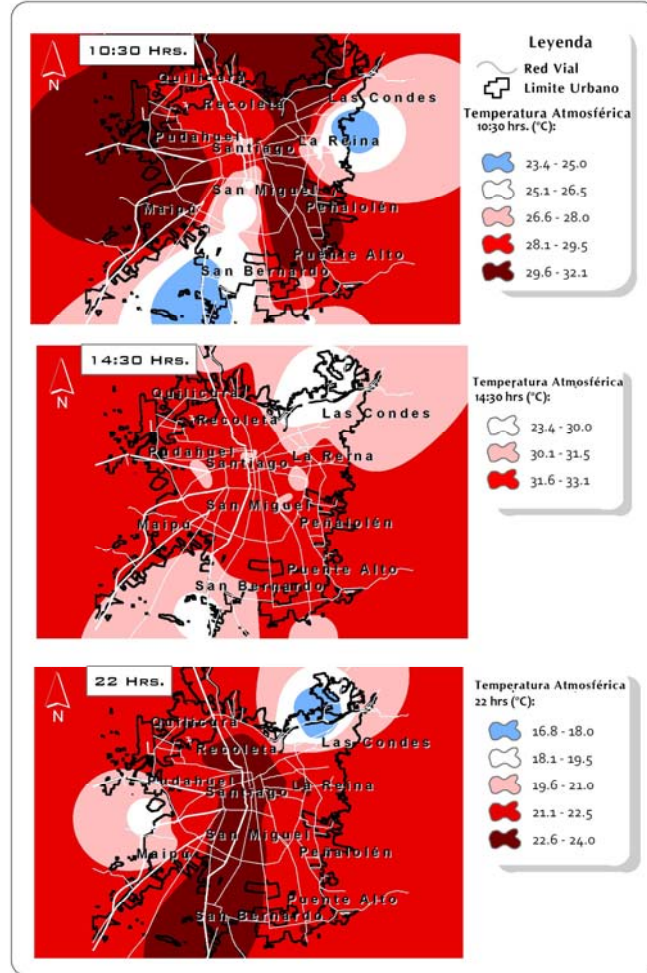 10:30 Hrs.
N
Quilicura
Recoleta
Las Condes
Pudahuel
Santiago
La Reina
San Miguel
Maipú
Peñalolén
Puente Alto
San Bernardo
Leyenda
Red Vial
Limite Urbano
Temperatura Atmosférica
10:30 hrs. (°C):
23.4 - 25.0
25.1 - 26.5
26.6 - 28.0
28.1 - 29.5
29.6 - 32.1
14:30 Hrs.
N
Quilicura
Recoleta
Las Condes
Pudahuel
Santiago
La Reina
San Miguel
Maipú
Peñalolén
Puente Alto
San Bernardo
Temperatura Atmosférica
14:30 hrs (°C):
23.4 - 30.0
30.1 - 31.5
31.6 - 33.1
22 Hrs.
N
Quilicura
Recoleta
Las Condes
Pudahuel
Santiago
La Reina
San Miguel
Maipú
Peñalolén
Puente Alto
San Bernardo
Temperatura Atmosférica
22 hrs (°C):
16.8 - 18.0
18.1 - 19.5
19.6 - 21.0
21.1 - 22.5
22.6 - 24.0